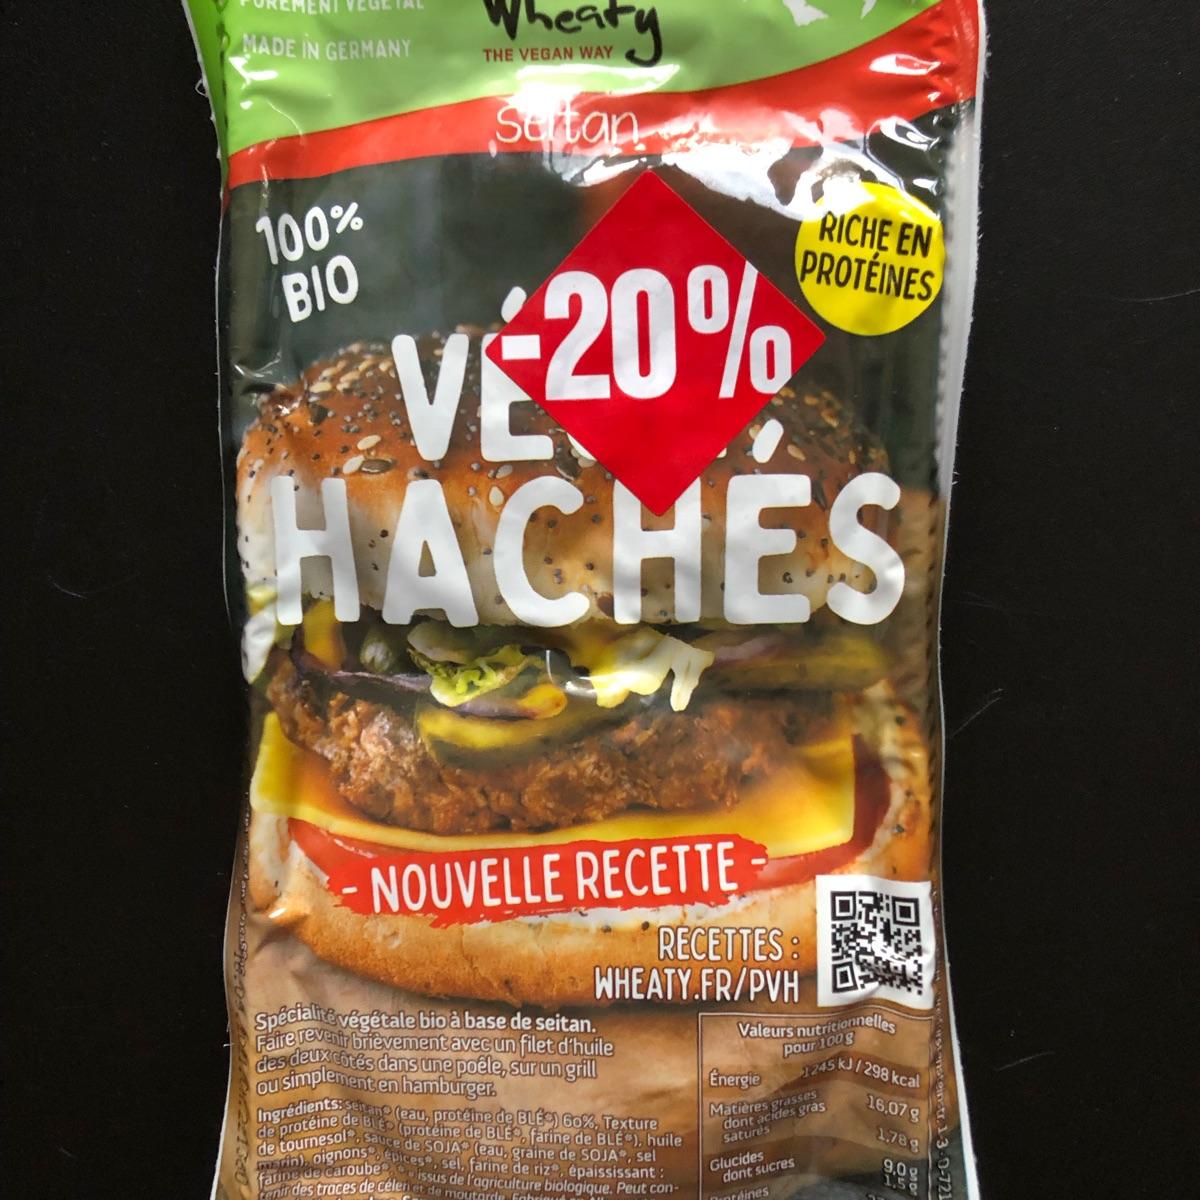 PUREMENT VÉGÉTAL
MADE IN GERMANY
Wheaty
THE VEGAN WAY
seitan
100%
BIO
RICHE EN
PROTÉINES
-20%
HACHÉS
- NOUVELLE RECETTE -
RECETTES :
WHEATY.FR/PVH
Spécialité végétale bio à base de seitan.
Faire revenir brièvement avec un filet d'huile
des deux côtés dans une poêle, sur un grill
ou simplement en hamburger.
Ingrédients: seitan* (eau, protéine de BLÉ*) 60%, Texture
de protéine de BLÉ* (protéine de BLÉ*, farine de BLÉ*), huile
de tournesol*, sauce de SOJA* (eau, graine de SOJA*, sel
marin), oignons*, épices*, sel, farine de riz*, épaississant :
farine de caroube*. * = issus de l'agriculture biologique. Peut con-
tenir des traces de céleri et de moutarde.
Valeurs nutritionnelles
pour 100 g
Énergie 1245 kJ / 298 kcal
Matières grasses 16,07 g
dont acides gras
saturés 1,78 g
Glucides 9,0 g
dont sucres 1,5 g
Protéines